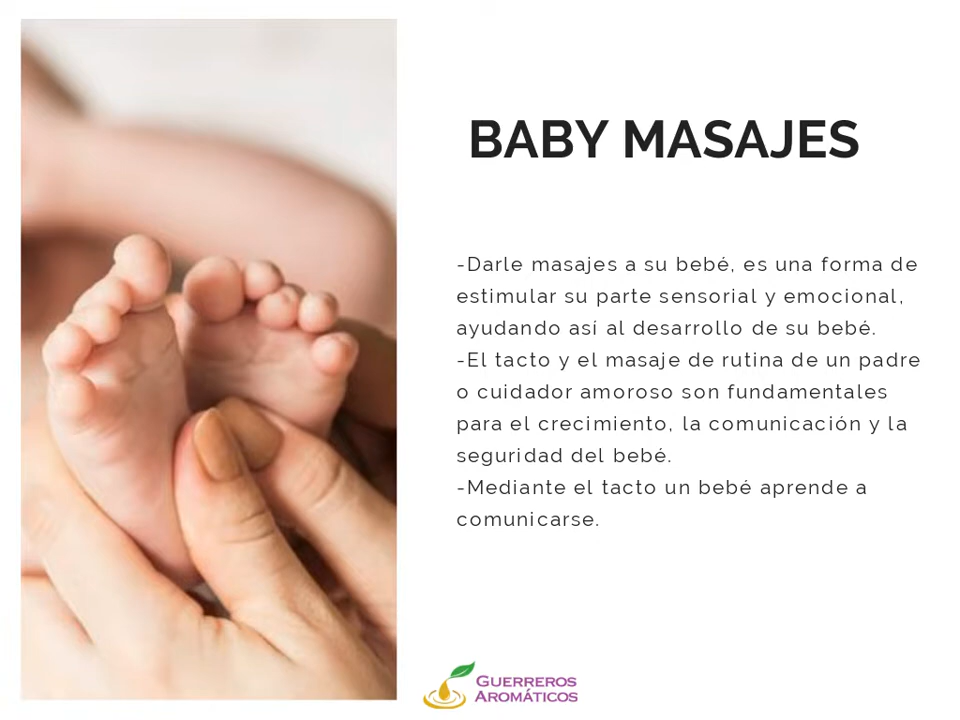 BABY MASAJES
-Darle masajes a su bebé, es una forma de
estimular su parte sensorial y emocional,
ayudando así al desarrollo de su bebé.
-El tacto y el masaje de rutina de un padre
o cuidador amoroso son fundamentales
para el crecimiento, la comunicación y la
seguridad del bebé.
-Mediante el tacto un bebé aprende a
comunicarse.
GUERREROS
AROMÁTICOS